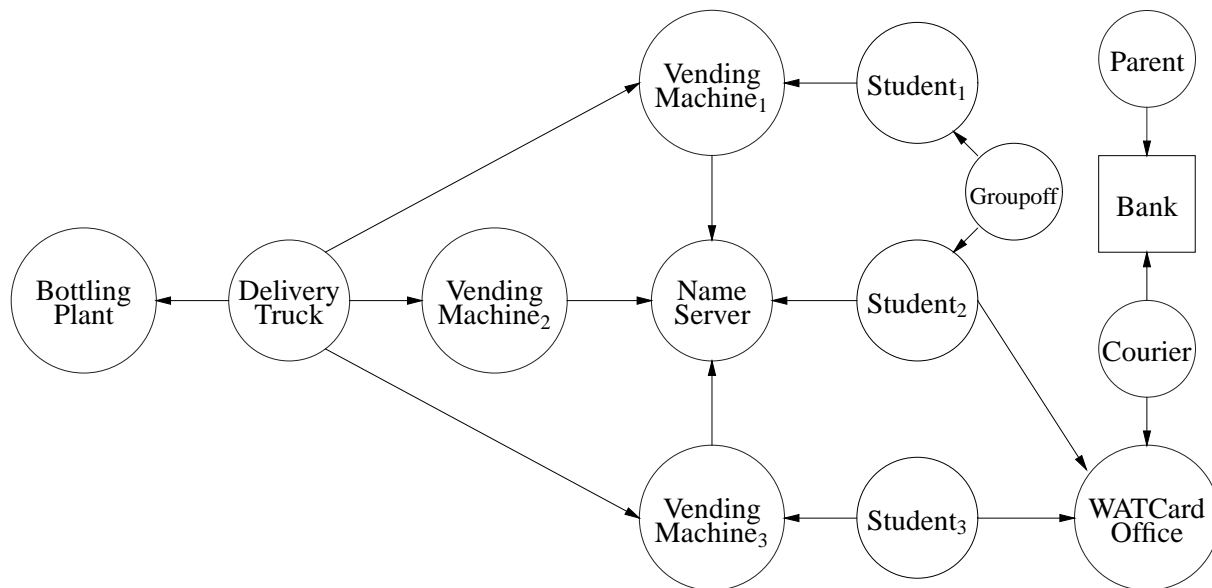 Vending
Machine₁
Student₁
Parent
Groupoff
Bank
Bottling
Plant
Delivery
Truck
Vending
Machine₂
Name
Server
Student₂
Courier
Vending
Machine₃
Student₃
WATCard
Office